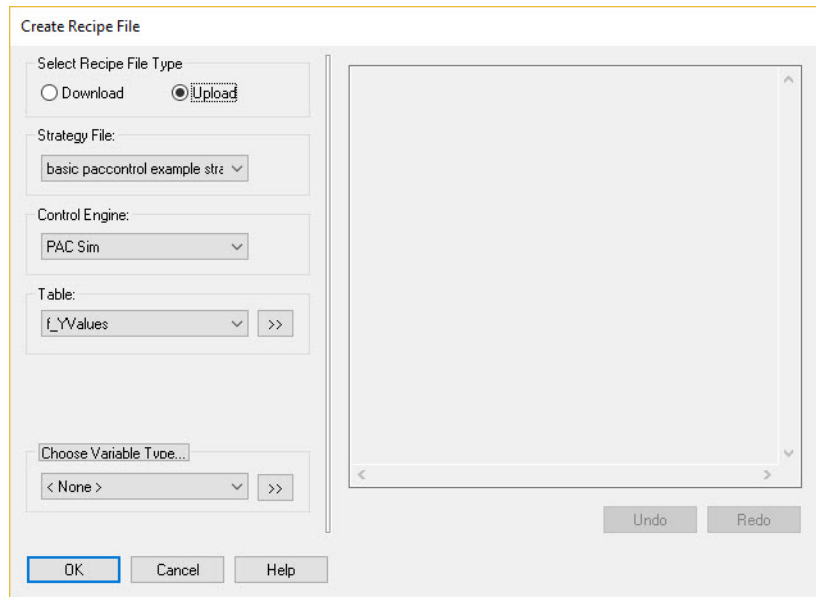 Create Recipe File
Select Recipe File Type
Download Upload
Strategy File:
basic paccontrol example stra
Control Engine:
PAC Sim
Table:
f_YValues >>
Choose Variable Type...
< None > >>
Undo Redo
OK Cancel Help